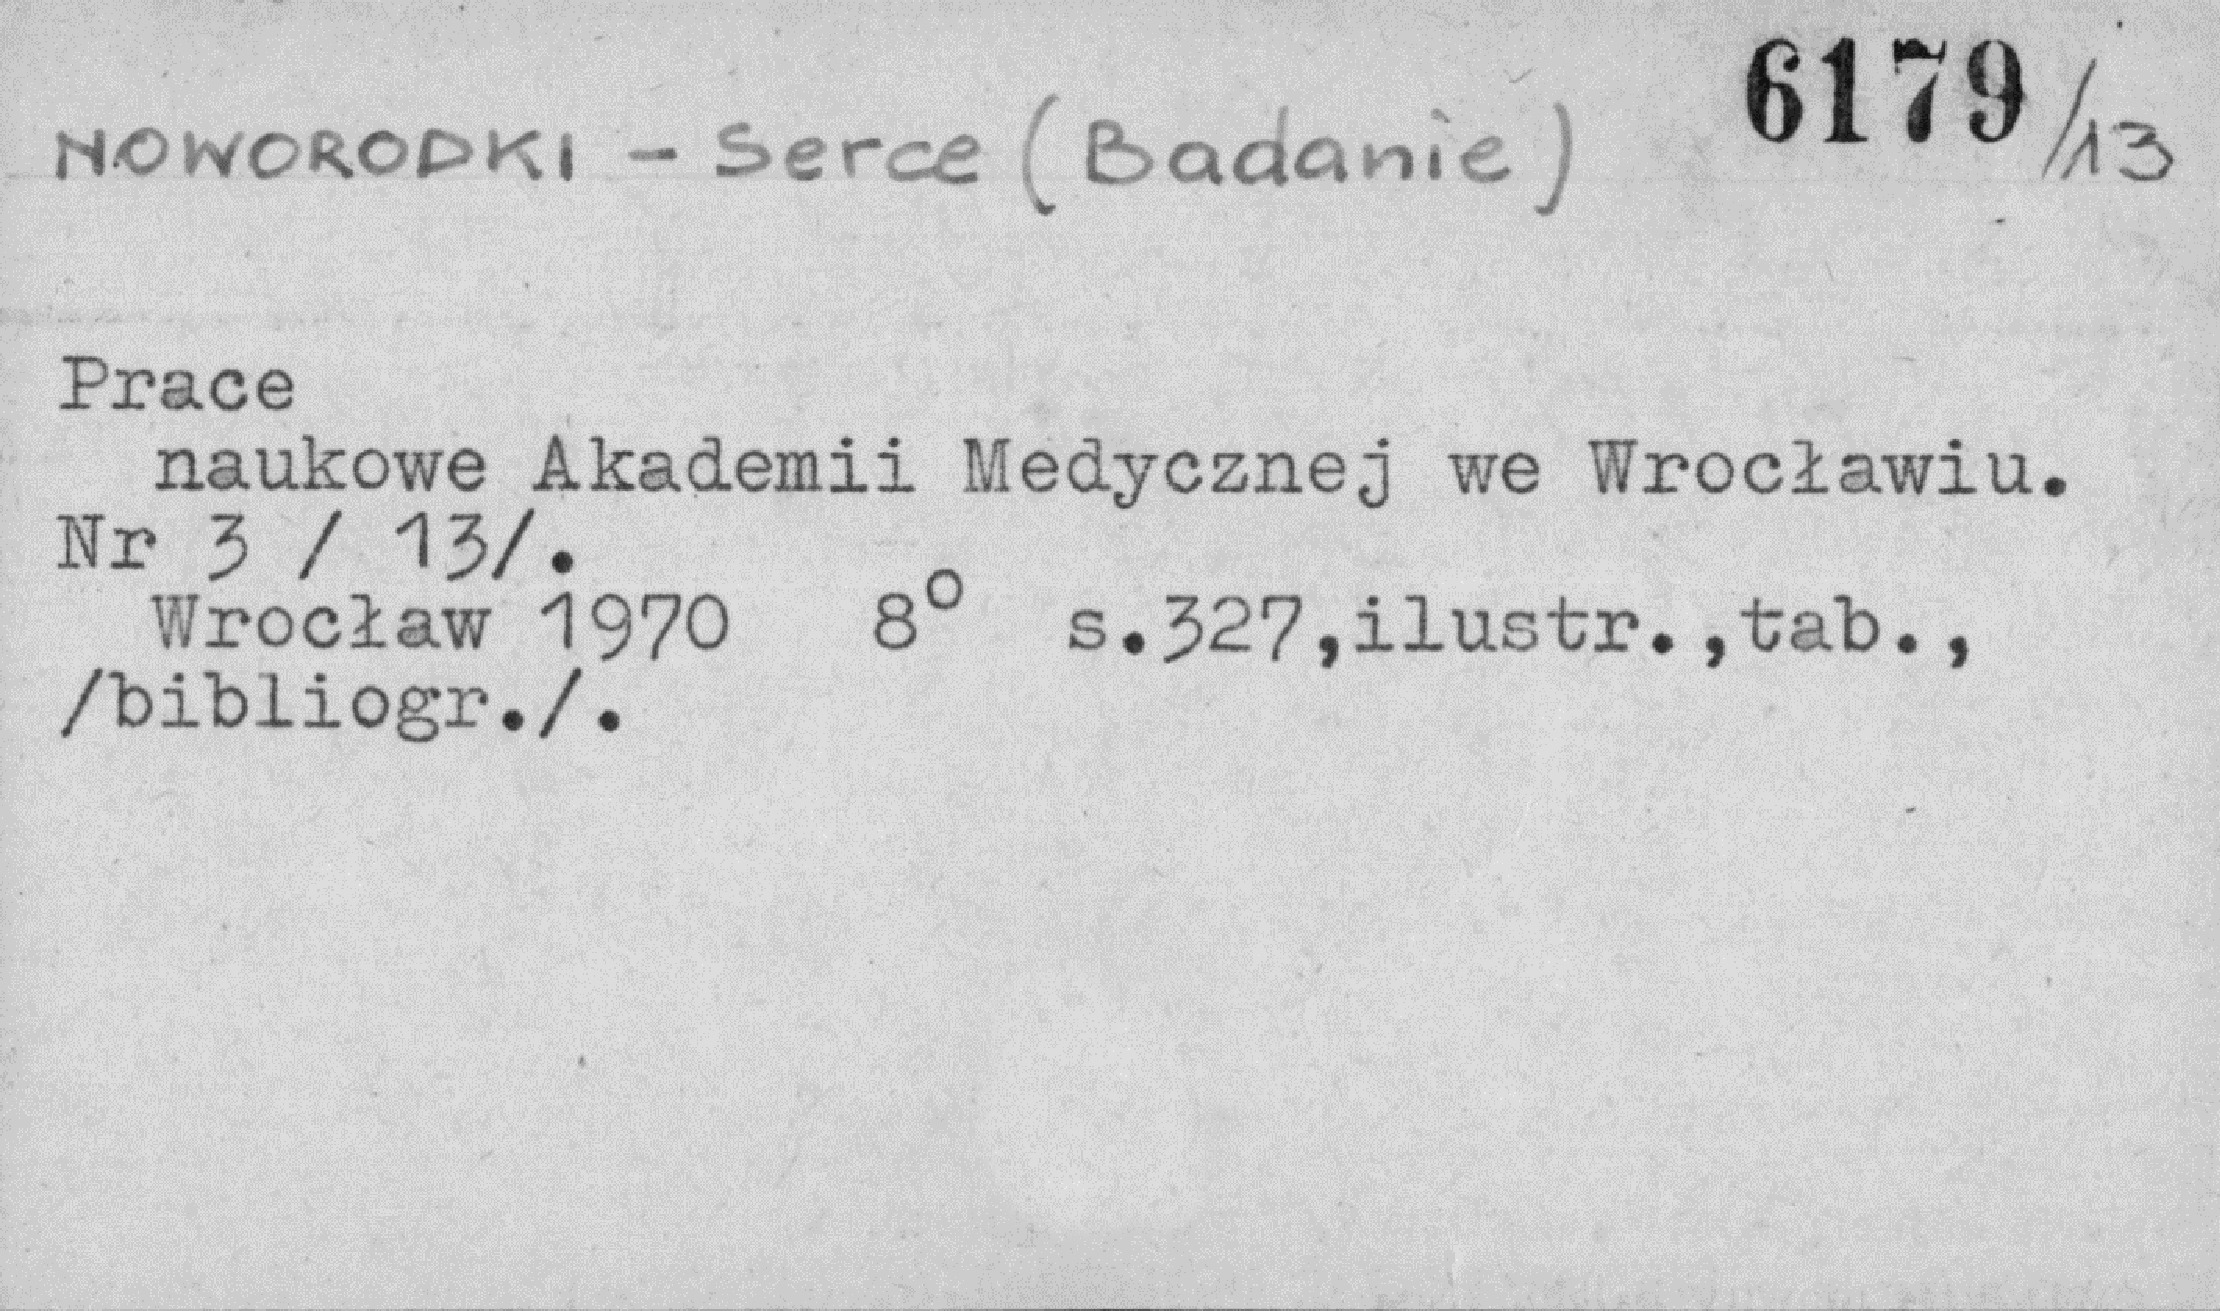 6179/13
NOWORODKI - Serce (Badanie)
Prace
naukowe Akademii Medycznej we Wrocławiu.
Nr 3 / 13/.
Wrocław 1970 8° s.327,ilustr.,tab.,
/bibliogr./.